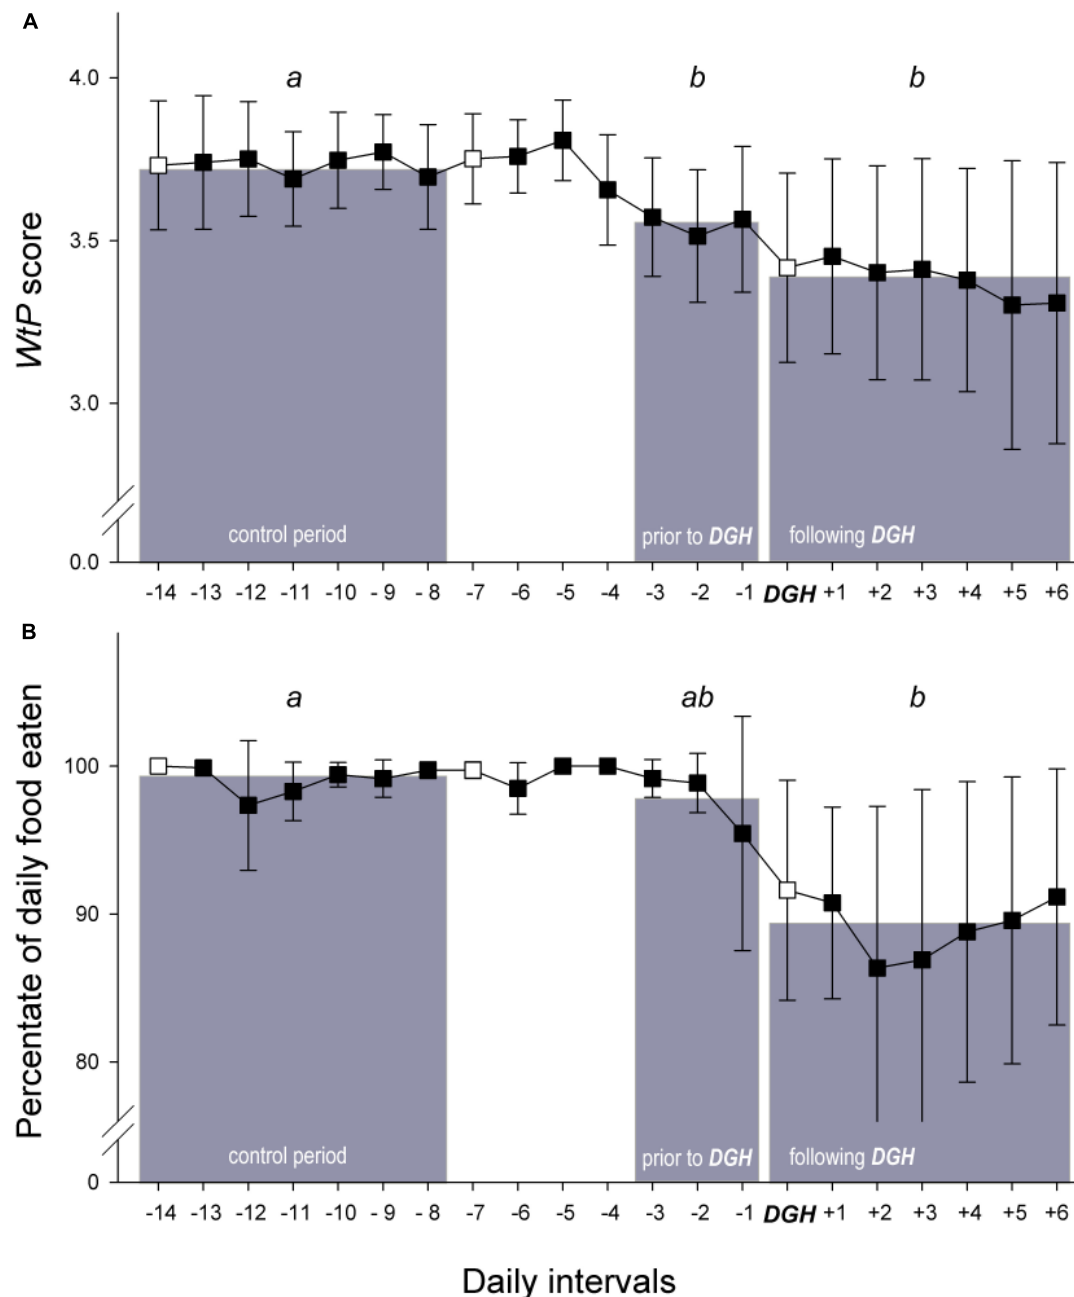 A
a b b
4.0
3.5
3.0
0.0
WtP score
control period prior to DGH following DGH
-14 -13 -12 -11 -10 - 9 - 8 -7 -6 -5 -4 -3 -2 -1 DGH +1 +2 +3 +4 +5 +6
B
a ab b
100
90
80
0
Percentate of daily food eaten
control period prior to DGH following DGH
-14 -13 -12 -11 -10 - 9 - 8 -7 -6 -5 -4 -3 -2 -1 DGH +1 +2 +3 +4 +5 +6
Daily intervals